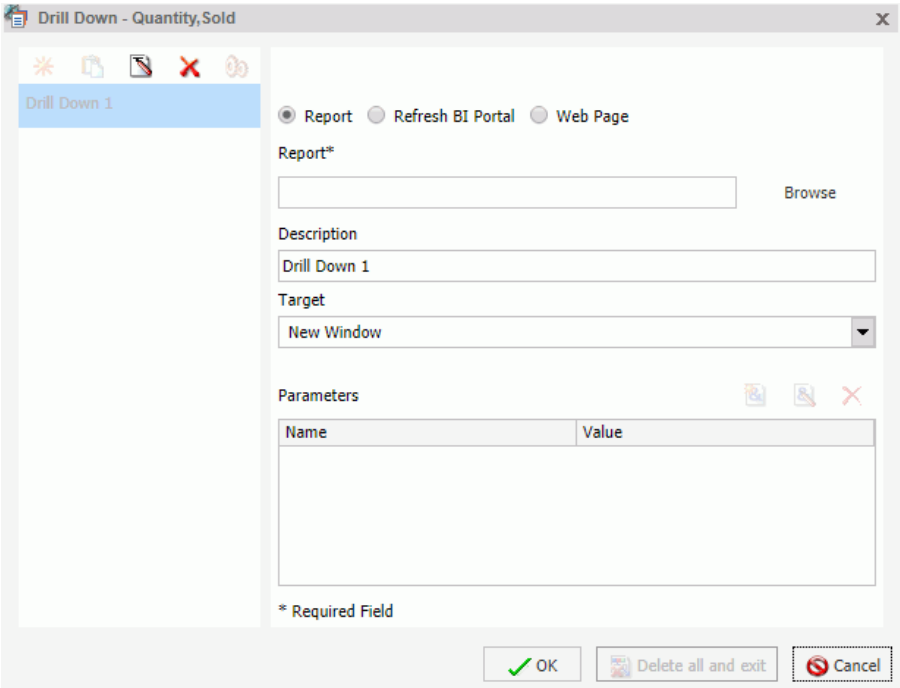 Drill Down - Quantity,Sold
X
Drill Down 1
Report Refresh BI Portal Web Page
Report*
Browse
Description
Drill Down 1
Target
New Window
Parameters
Name Value
* Required Field
OK Delete all and exit Cancel